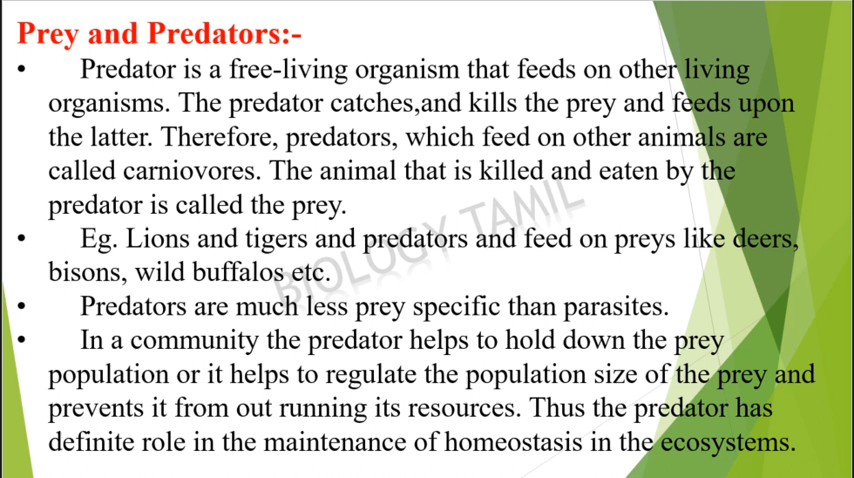 Prey and Predators:-
• Predator is a free-living organism that feeds on other living
organisms. The predator catches,and kills the prey and feeds upon
the latter. Therefore, predators, which feed on other animals are
called carniovores. The animal that is killed and eaten by the
predator is called the prey.
• Eg. Lions and tigers and predators and feed on preys like deers,
bisons, wild buffalos etc.
• Predators are much less prey specific than parasites.
• In a community the predator helps to hold down the prey
population or it helps to regulate the population size of the prey and
prevents it from out running its resources. Thus the predator has
definite role in the maintenance of homeostasis in the ecosystems.
BIOLOGY TAMIL